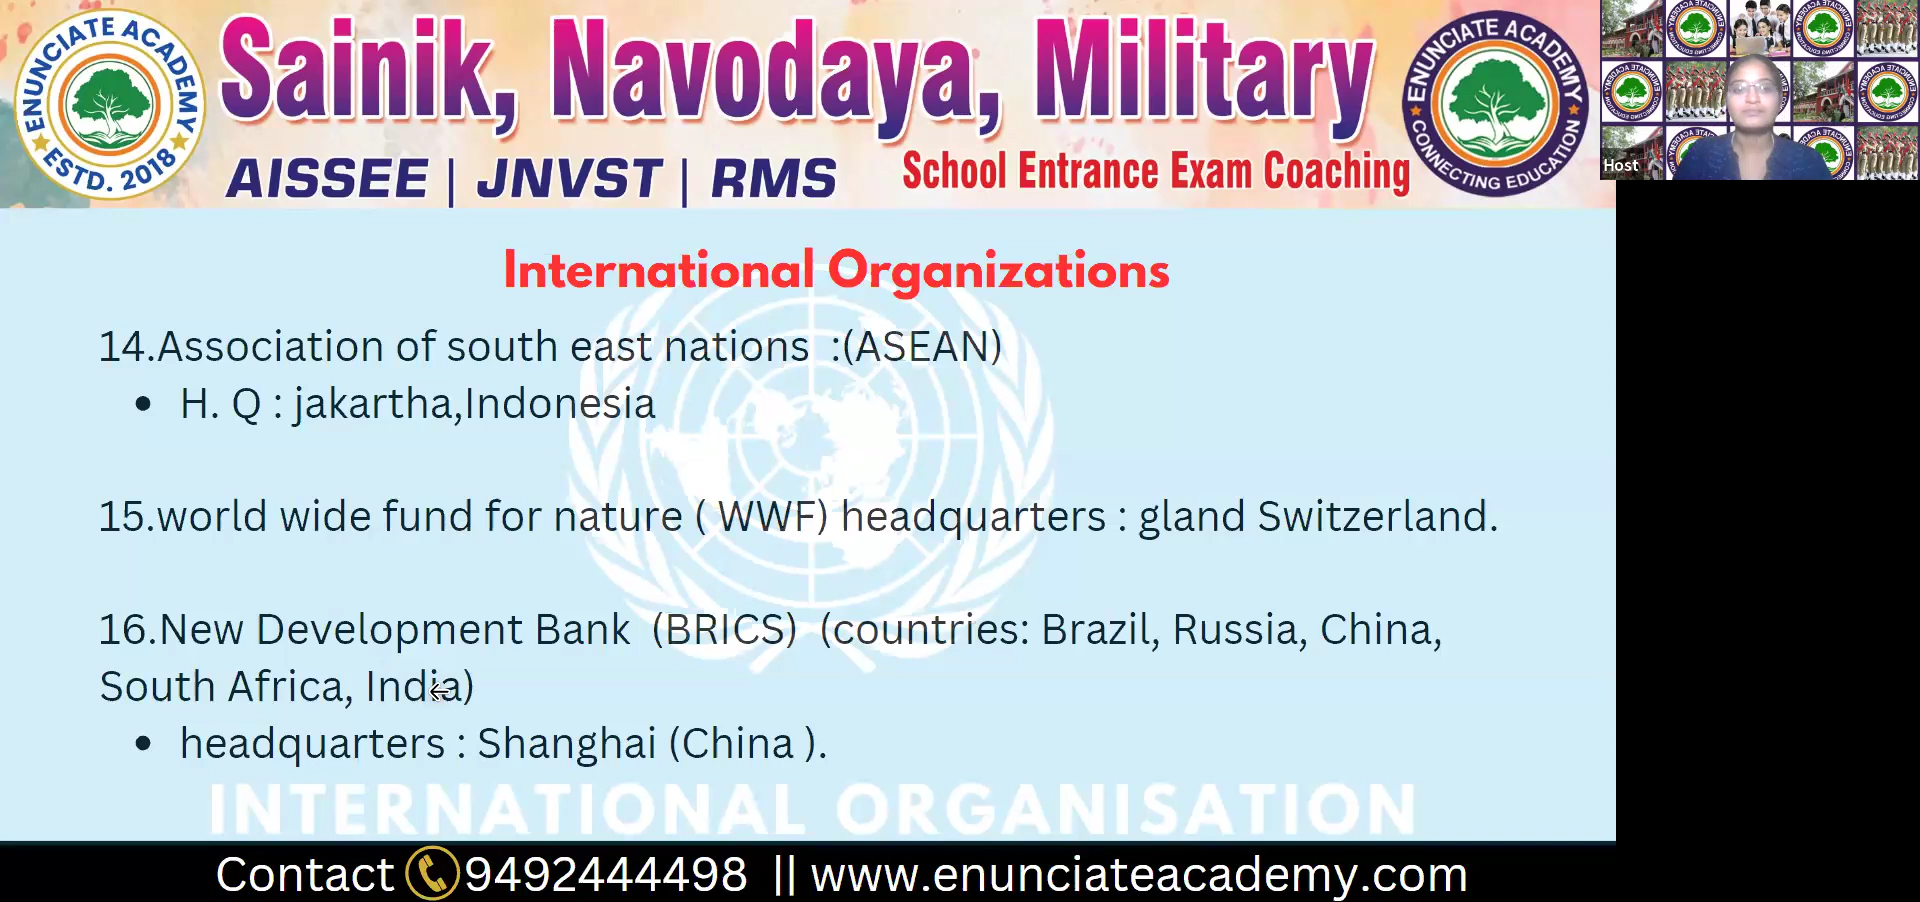 ENUNCIATE ACADEMY
ESTD. 2018
Sainik, Navodaya, Military
AISSEE | JNVST | RMS
School Entrance Exam Coaching
ENUNCIATE ACADEMY
CONNECTING EDUCATION
Host
International Organizations
14.Association of south east nations :(ASEAN)
• H. Q : jakartha,Indonesia
15.world wide fund for nature ( WWF) headquarters : gland Switzerland.
16.New Development Bank (BRICS) (countries: Brazil, Russia, China,
South Africa, India)
• headquarters : Shanghai (China ).
INTERNATIONAL ORGANISATION
Contact 9492444498 || www.enunciateacademy.com